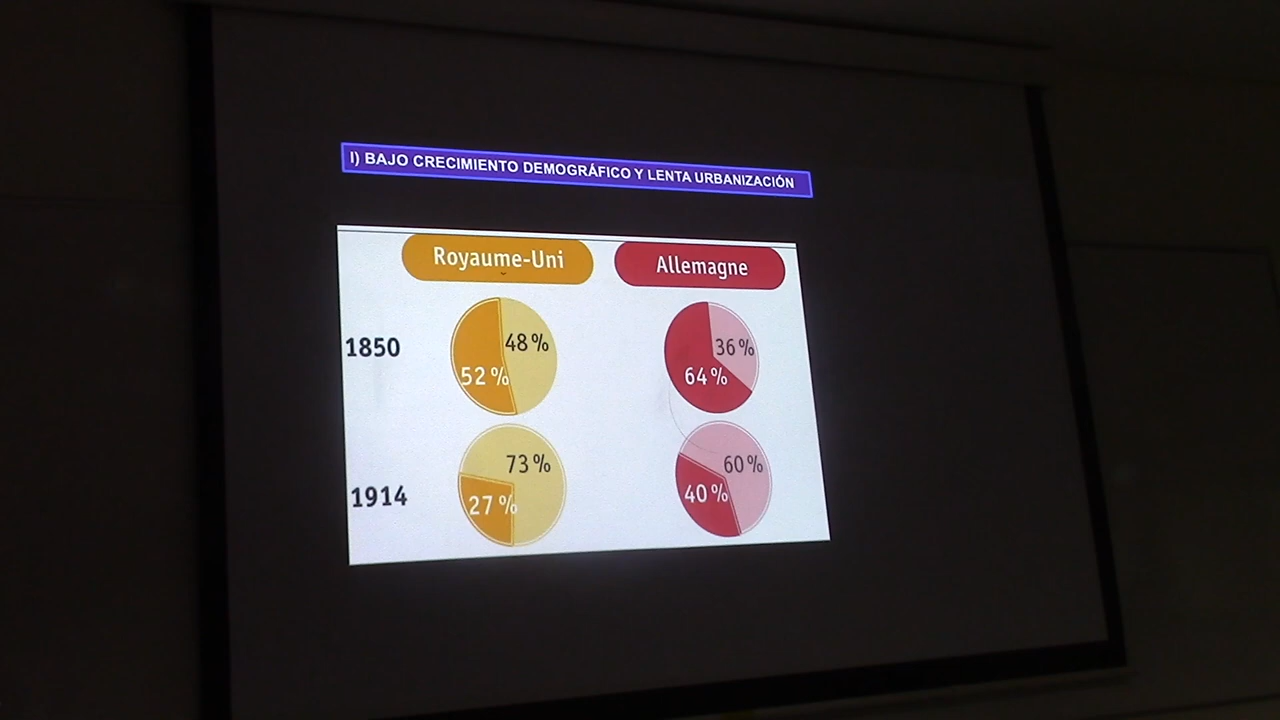 I) BAJO CRECIMIENTO DEMOGRÁFICO Y LENTA URBANIZACIÓN
Royaume-Uni Allemagne
1850 52 % 48 % 64 % 36 %
1914 27 % 73 % 40 % 60 %